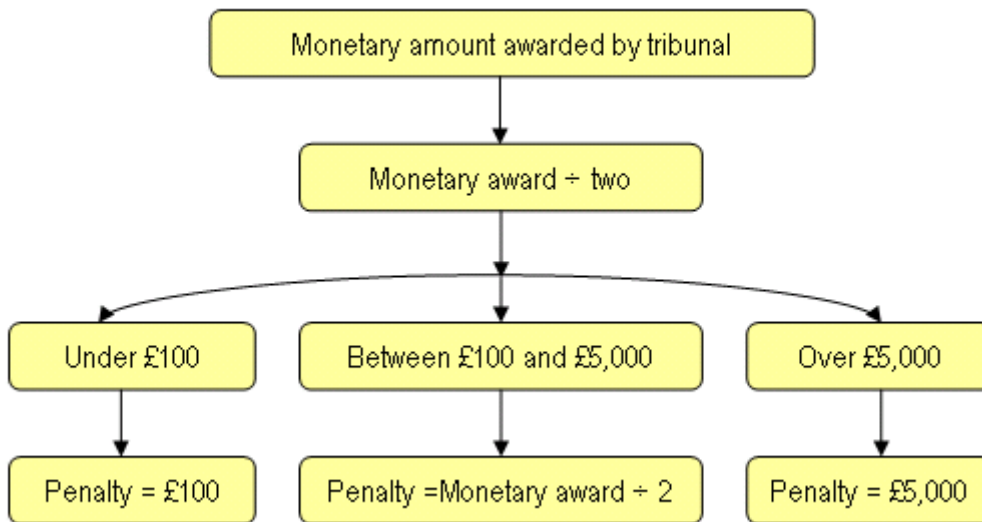 Monetary amount awarded by tribunal
Monetary award ÷ two
Under £100
Between £100 and £5,000
Over £5,000
Penalty = £100
Penalty =Monetary award ÷ 2
Penalty = £5,000